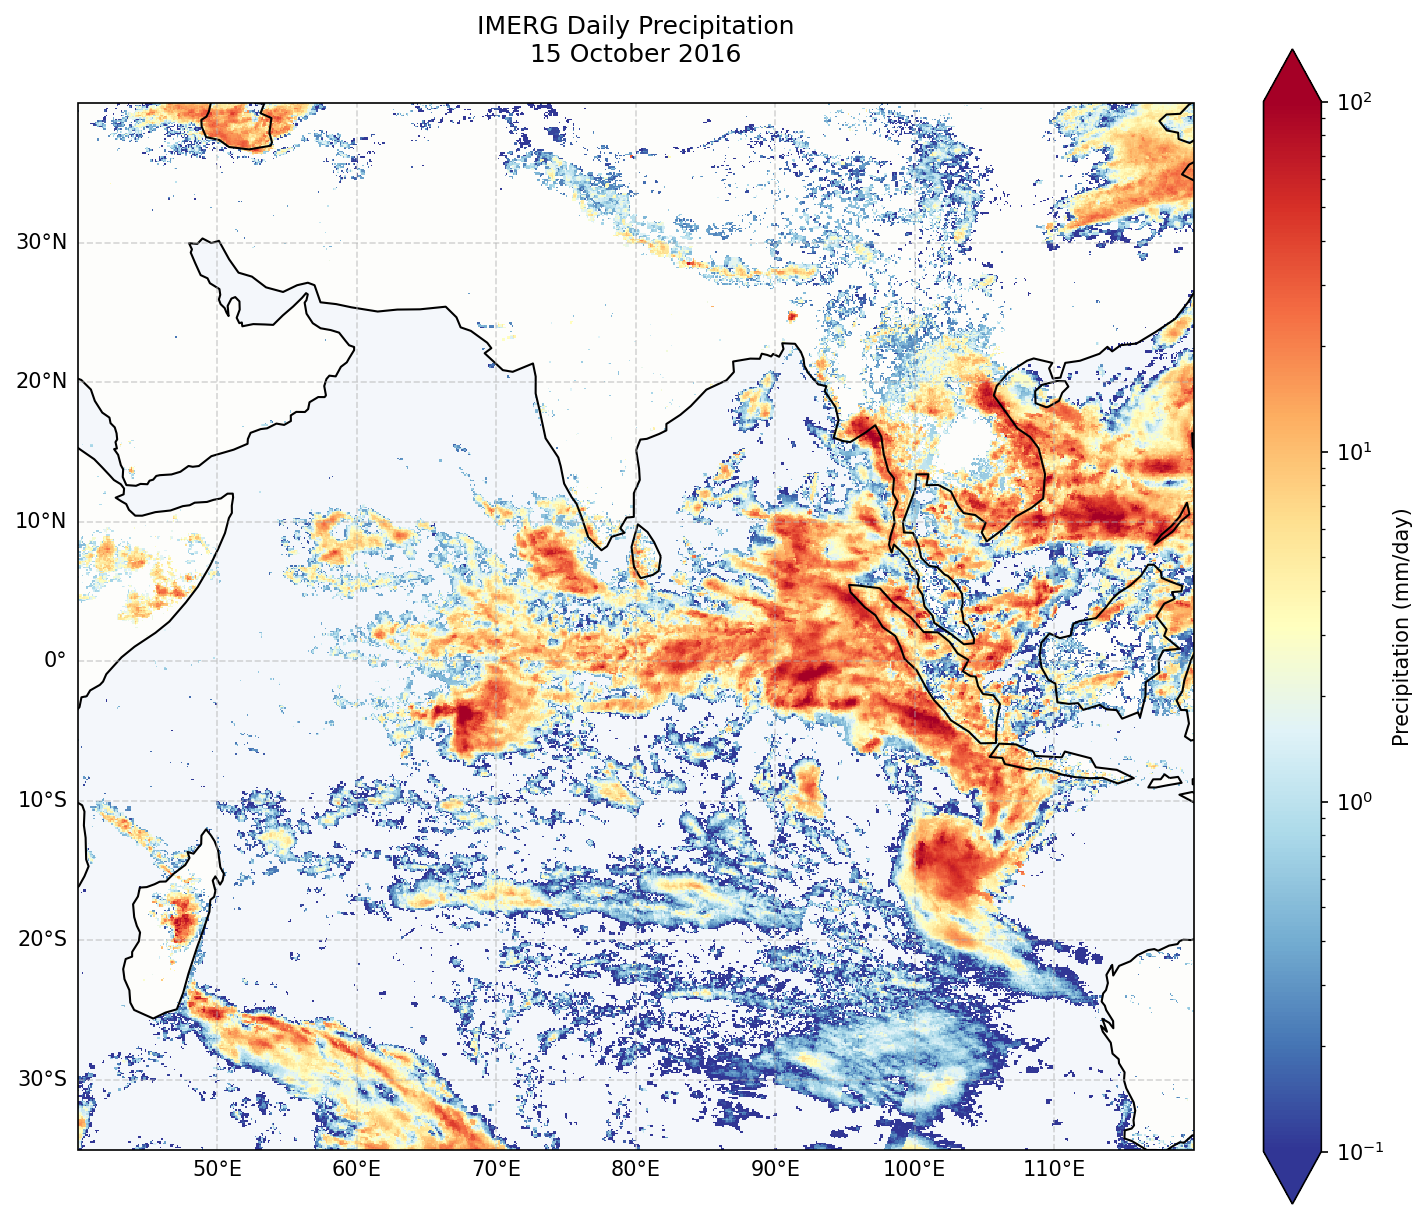 IMERG Daily Precipitation
15 October 2016
30°N
20°N
10°N
0°
10°S
20°S
30°S
50°E
60°E
70°E
80°E
90°E
100°E
110°E
10²
10¹
10⁰
10⁻¹
Precipitation (mm/day)